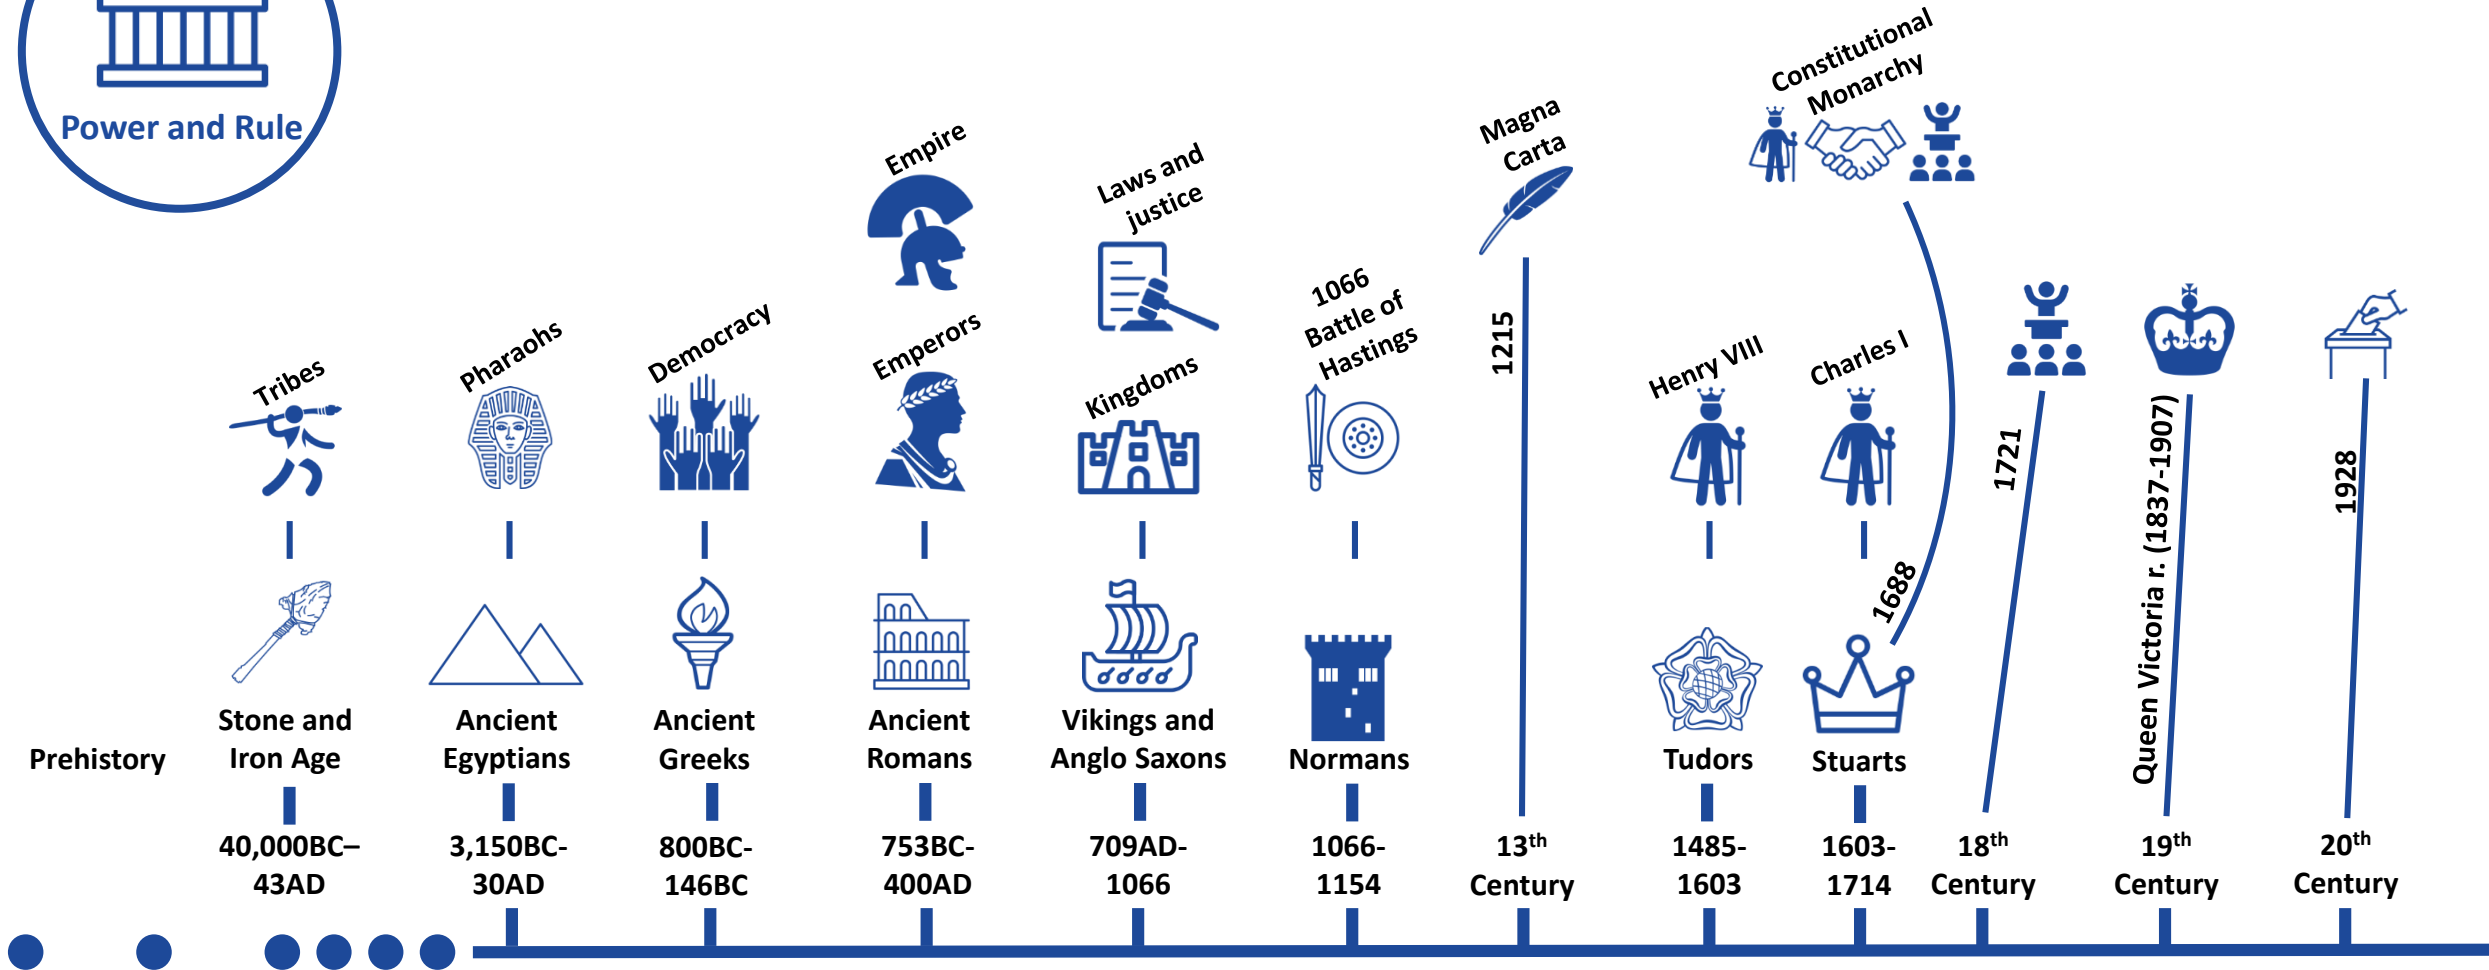 Power and Rule
Tribes
Pharaohs
Democracy
Empire
Emperors
Laws and
justice
Kingdoms
1066
Battle of
Hastings
Magna
Carta
1215
Henry VIII
Charles I
Constitutional
Monarchy
1688
1721
Queen Victoria r. (1837-1907)
1928
Prehistory
Stone and
Iron Age
Ancient
Egyptians
Ancient
Greeks
Ancient
Romans
Vikings and
Anglo Saxons
Normans
Tudors
Stuarts
40,000BC–
43AD
3,150BC-
30AD
800BC-
146BC
753BC-
400AD
709AD-
1066
1066-
1154
13th
Century
1485-
1603
1603-
1714
18th
Century
19th
Century
20th
Century